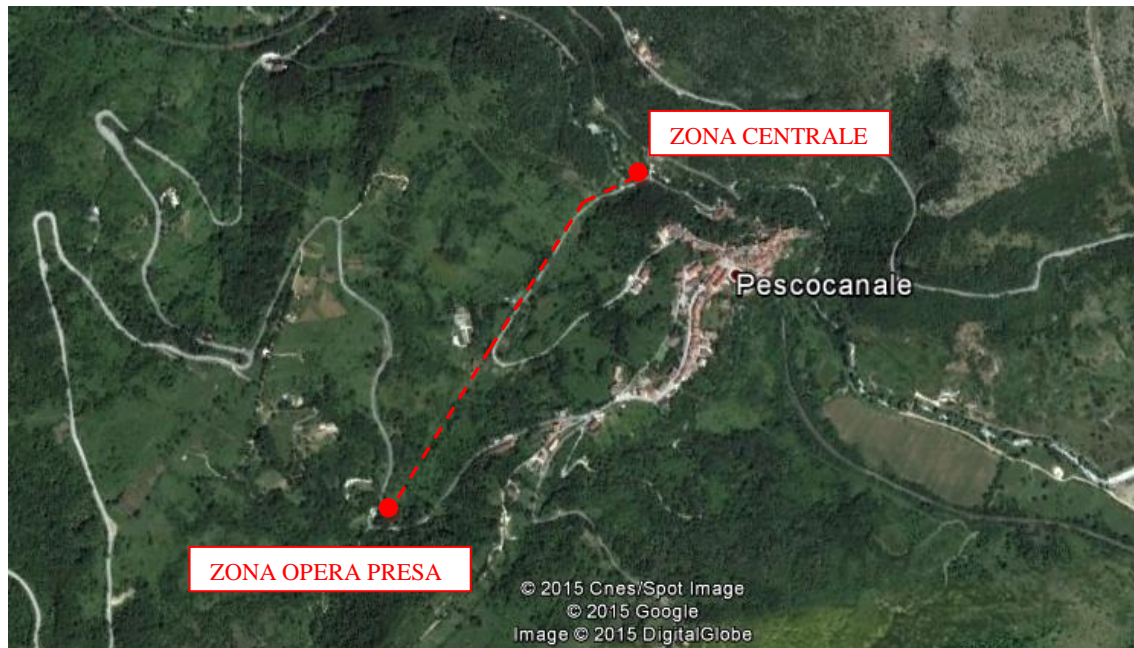 ZONA CENTRALE
Pescocanale
ZONA OPERA PRESA
© 2015 Cnes/Spot Image
© 2015 Google
Image © 2015 DigitalGlobe